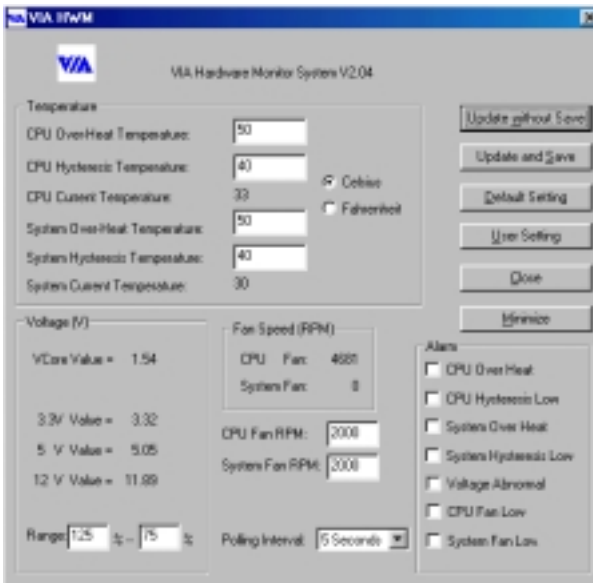 VIA HWM
VIA
VIA Hardware Monitor System V2.04
Temperature
CPU Over-Heat Temperature: 50
CPU Hysteresis Temperature: 40
CPU Current Temperature: 33
System Over-Heat Temperature: 50
System Hysteresis Temperature: 40
System Current Temperature: 30
Celsius
Fahrenheit
Update without Save
Update and Save
Default Setting
User Setting
Close
Minimize
Voltage (V)
VCore Value = 1.54
3.3V Value = 3.32
5 V Value = 5.05
12 V Value = 11.89
Range: 125 % - 75 %
Fan Speed (RPM)
CPU Fan: 4681
System Fan: 0
CPU Fan RPM: 2000
System Fan RPM: 2000
Polling Interval: 5 Seconds
Alarm
CPU Over Heat
CPU Hysteresis Low
System Over Heat
System Hysteresis Low
Voltage Abnormal
CPU Fan Low
System Fan Low